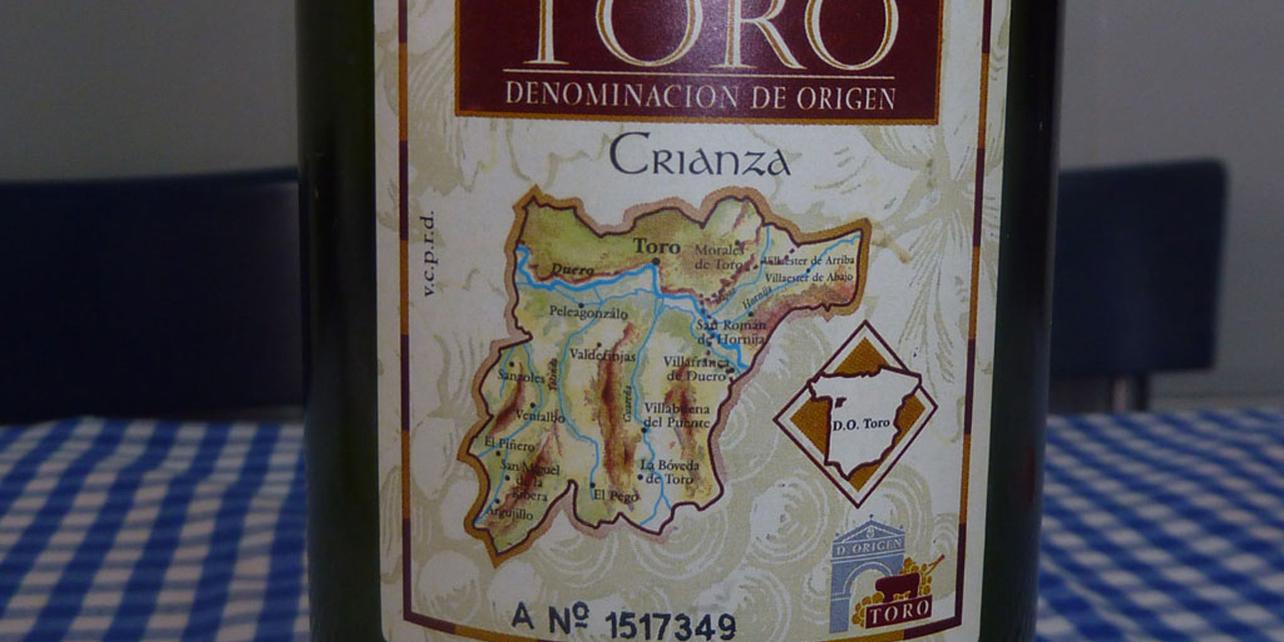 TORO
DENOMINACION DE ORIGEN
CRIANZA
v.c.p.r.d.
Toro
Morales
de Toro
Villaester de Arriba
Villaester de Abajo
Duero
Hornija
Peleagonzálo
San Román
de Hornija
Valdefinjas
Villafranca
de Duero
Sanzoles
Talanda
Guareña
Villabuena
del Puente
Venialbo
El Piñero
San Miguel
de la
Ribera
La Bóveda
de Toro
El Pego
Argujillo
D.O. Toro
D. ORIGEN
TORO
A Nº 1517349